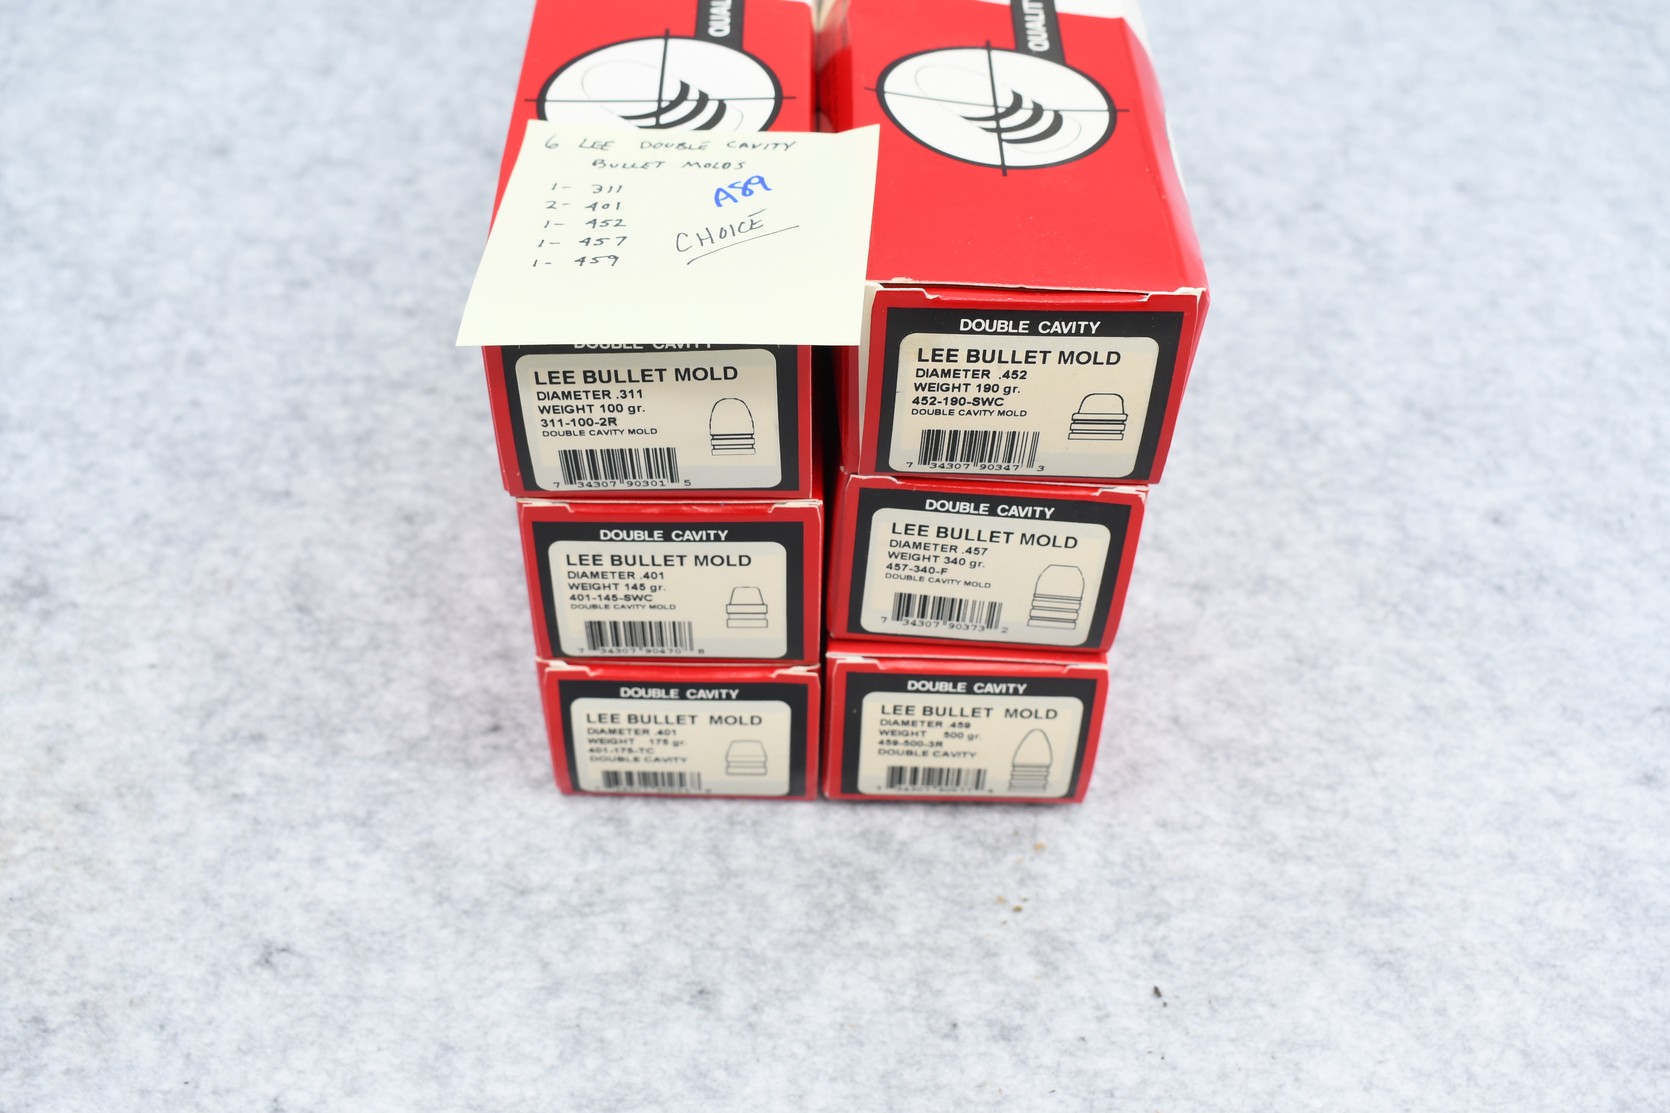 QUAL
QUALITY
6 LEE DOUBLE CAVITY
BULLET MOLDS
1- 311
2- 401
1- 452
1- 457
1- 459
A89
CHOICE
DOUBLE CAVITY
LEE BULLET MOLD
DIAMETER .311
WEIGHT 100 gr.
311-100-2R
DOUBLE CAVITY MOLD
7 34307 90301 5
DOUBLE CAVITY
LEE BULLET MOLD
DIAMETER .452
WEIGHT 190 gr.
452-190-SWC
DOUBLE CAVITY MOLD
7 34307 90347 3
DOUBLE CAVITY
LEE BULLET MOLD
DIAMETER .401
WEIGHT 145 gr.
401-145-SWC
DOUBLE CAVITY MOLD
7 34307 90470 8
DOUBLE CAVITY
LEE BULLET MOLD
DIAMETER .457
WEIGHT 340 gr.
457-340-F
DOUBLE CAVITY MOLD
7 34307 90373 2
DOUBLE CAVITY
LEE BULLET MOLD
DIAMETER .401
WEIGHT 175 gr.
401-175-TC
DOUBLE CAVITY
DOUBLE CAVITY
LEE BULLET MOLD
DIAMETER .459
WEIGHT 500 gr.
459-500-3R
DOUBLE CAVITY